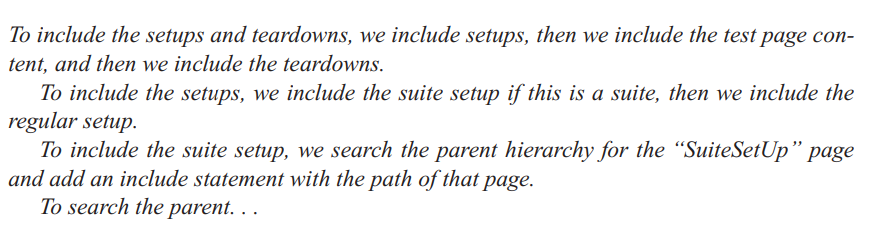 To include the setups and teardowns, we include setups, then we include the test page con-
tent, and then we include the teardowns.
To include the setups, we include the suite setup if this is a suite, then we include the
regular setup.
To include the suite setup, we search the parent hierarchy for the “SuiteSetUp” page
and add an include statement with the path of that page.
To search the parent. . .